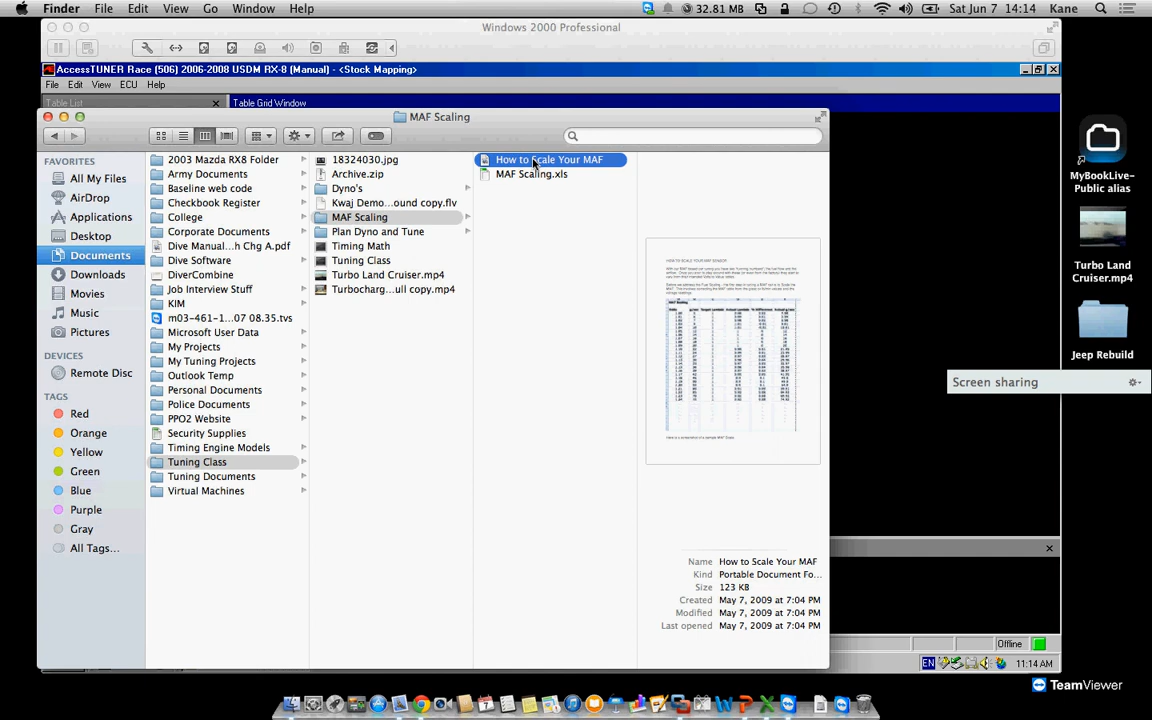 Finder File Edit View Go Window Help 32.81 MB Sat Jun 7 14:14 Kane
Windows 2000 Professional
AccessTUNER Race (506) 2006-2008 USDM RX-8 (Manual) - <Stock Mapping>
File Edit View ECU Help
Table List Table Grid Window
MAF Scaling
FAVORITES
All My Files
AirDrop
Applications
Desktop
Documents
Downloads
Movies
Music
Pictures
DEVICES
Remote Disc
TAGS
Red
Orange
Yellow
Green
Blue
Purple
Gray
All Tags...
2003 Mazda RX8 Folder
Army Documents
Baseline web code
Checkbook Register
College
Corporate Documents
Dive Manual...h Chg A.pdf
Dive Software
DiverCombine
Job Interview Stuff
KIM
m03-461-1...07 08.35.tvs
Microsoft User Data
My Projects
My Tuning Projects
Outlook Temp
Personal Documents
Police Documents
PPO2 Website
Security Supplies
Timing Engine Models
Tuning Class
Tuning Documents
Virtual Machines
18324030.jpg
Archive.zip
Dyno's
Kwaj Demo...ound copy.flv
MAF Scaling
Plan Dyno and Tune
Timing Math
Tuning Class
Turbo Land Cruiser.mp4
Turbocharg...ull copy.mp4
How to Scale Your MAF
MAF Scaling.xls
HOW TO SCALE YOUR MAF SENSOR
MAF Scaling
Name How to Scale Your MAF
Kind Portable Document Fo...
Size 123 KB
Created May 7, 2009 at 7:04 PM
Modified May 7, 2009 at 7:04 PM
Last opened May 7, 2009 at 7:04 PM
MyBookLive-
Public alias
Turbo Land
Cruiser.mp4
Jeep Rebuild
Screen sharing
Offline
EN 11:14 AM
TeamViewer